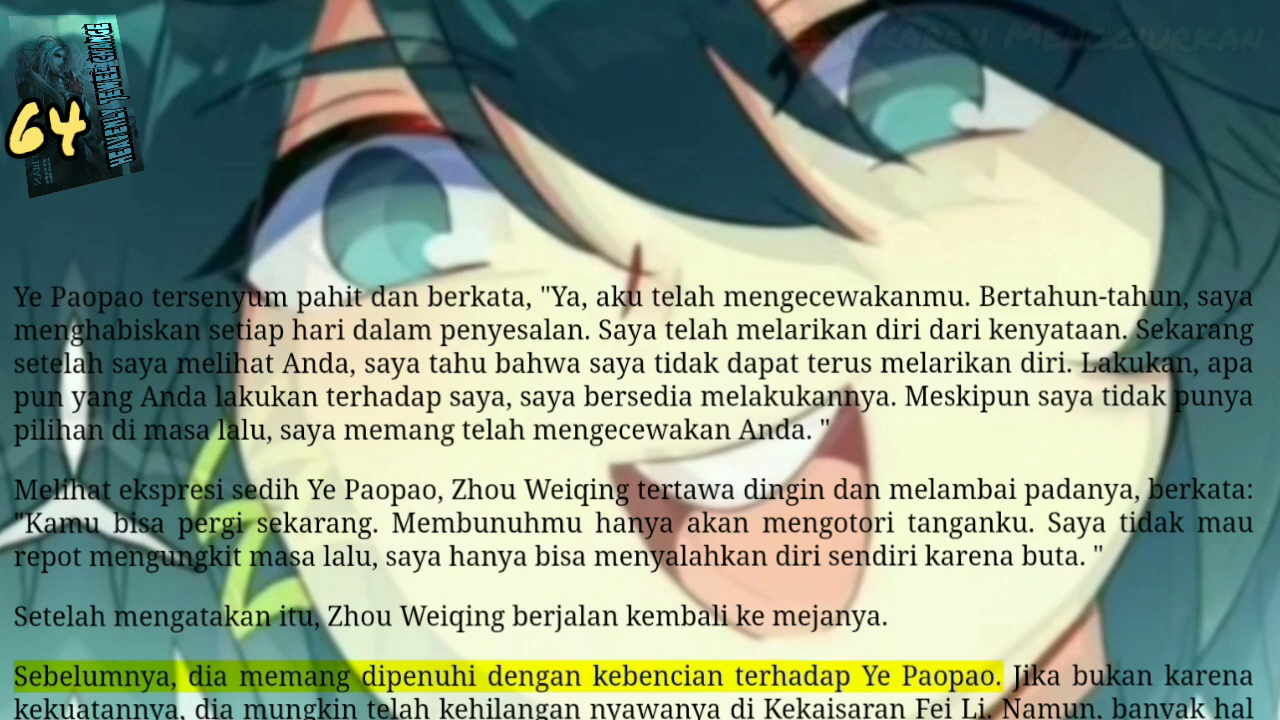 HEAVENLY JEWEL CHANGE
64
Menggiurkan
Ye Paopao tersenyum pahit dan berkata, "Ya, aku telah mengecewakanmu. Bertahun-tahun, saya
menghabiskan setiap hari dalam penyesalan. Saya telah melarikan diri dari kenyataan. Sekarang
setelah saya melihat Anda, saya tahu bahwa saya tidak dapat terus melarikan diri. Lakukan, apa
pun yang Anda lakukan terhadap saya, saya bersedia melakukannya. Meskipun saya tidak punya
pilihan di masa lalu, saya memang telah mengecewakan Anda. "
Melihat ekspresi sedih Ye Paopao, Zhou Weiqing tertawa dingin dan melambai padanya, berkata:
"Kamu bisa pergi sekarang. Membunuhmu hanya akan mengotori tanganku. Saya tidak mau
repot mengungkit masa lalu, saya hanya bisa menyalahkan diri sendiri karena buta. "
Setelah mengatakan itu, Zhou Weiqing berjalan kembali ke mejanya.
Sebelumnya, dia memang dipenuhi dengan kebencian terhadap Ye Paopao. Jika bukan karena
kekuatannya, dia mungkin telah kehilangan nyawanya di Kekaisaran Fei Li. Namun, banyak hal